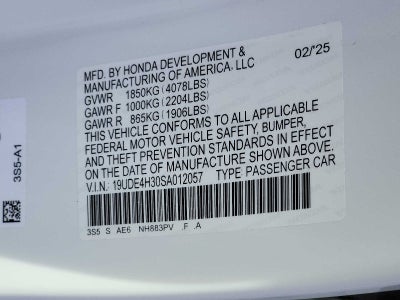 MFD. BY HONDA DEVELOPMENT & 02/'25
MANUFACTURING OF AMERICA, LLC
GVWR 1850KG (4078LBS)
GAWR F 1000KG (2204LBS)
GAWR R 865KG (1906LBS)
THIS VEHICLE CONFORMS TO ALL APPLICABLE
FEDERAL MOTOR VEHICLE SAFETY, BUMPER,
AND THEFT PREVENTION STANDARDS IN EFFECT
ON THE DATE OF MANUFACTURE SHOWN ABOVE.
V.I.N: 19UDE4H30SA012057 TYPE PASSENGER CAR
3S5 S AE6 NH883PV .F .A
3S5-A1